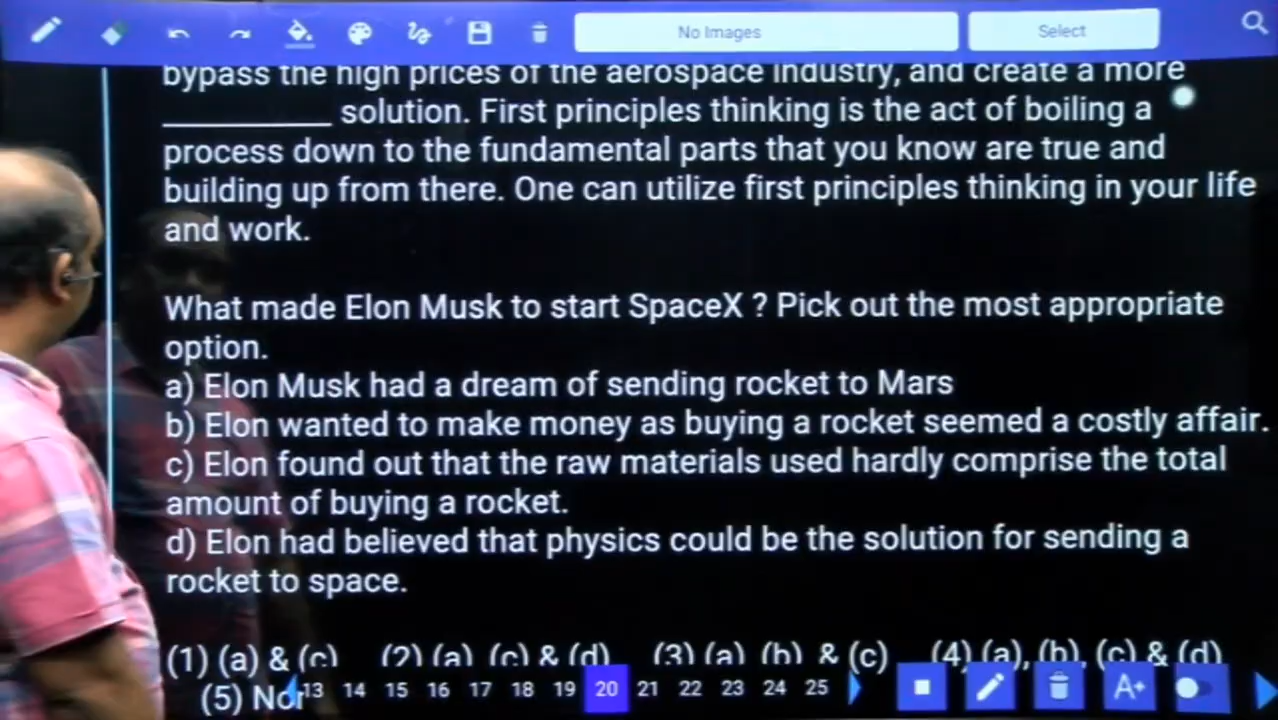 No Images
Select
bypass the high prices of the aerospace industry, and create a more
__________ solution. First principles thinking is the act of boiling a
process down to the fundamental parts that you know are true and
building up from there. One can utilize first principles thinking in your life
and work.
What made Elon Musk to start SpaceX ? Pick out the most appropriate
option.
a) Elon Musk had a dream of sending rocket to Mars
b) Elon wanted to make money as buying a rocket seemed a costly affair.
c) Elon found out that the raw materials used hardly comprise the total
amount of buying a rocket.
d) Elon had believed that physics could be the solution for sending a
rocket to space.
(1) (a) & (c) (2) (a), (c) & (d) (3) (a), (b) & (c) (4) (a), (b), (c) & (d)
(5)
13 14 15 16 17 18 19 20 21 22 23 24 25 A+